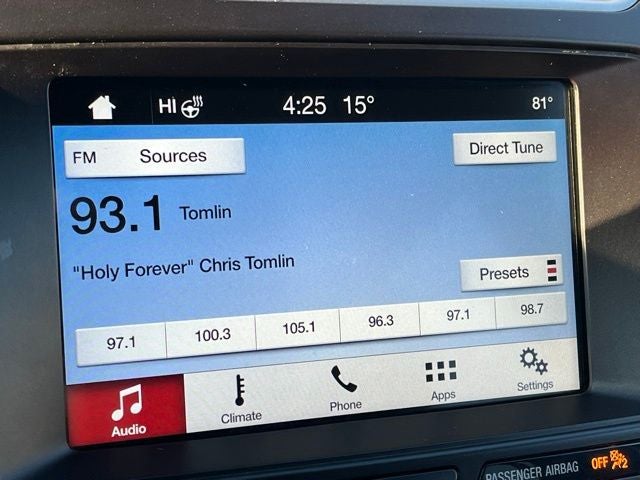 HI 4:25 15° 81°
FM Sources Direct Tune
93.1 Tomlin
"Holy Forever" Chris Tomlin
Presets
97.1 100.3 105.1 96.3 97.1 98.7
Audio Climate Phone Apps Settings
PASSENGER AIRBAG OFF 2